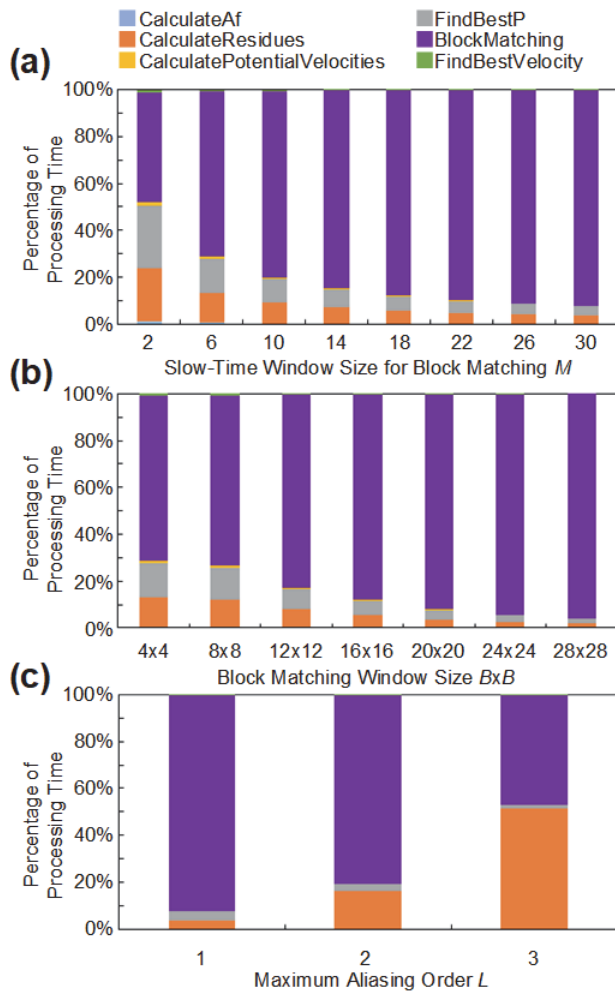 CalculateAf FindBestP
CalculateResidues BlockMatching
CalculatePotentialVelocities FindBestVelocity
(a)
100%
80%
60%
40%
20%
0%
Percentage of
Processing Time
2 6 10 14 18 22 26 30
Slow-Time Window Size for Block Matching M
(b)
100%
80%
60%
40%
20%
0%
Percentage of
Processing Time
4x4 8x8 12x12 16x16 20x20 24x24 28x28
Block Matching Window Size BxB
(c)
100%
80%
60%
40%
20%
0%
Percentage of
Processing Time
1 2 3
Maximum Aliasing Order L